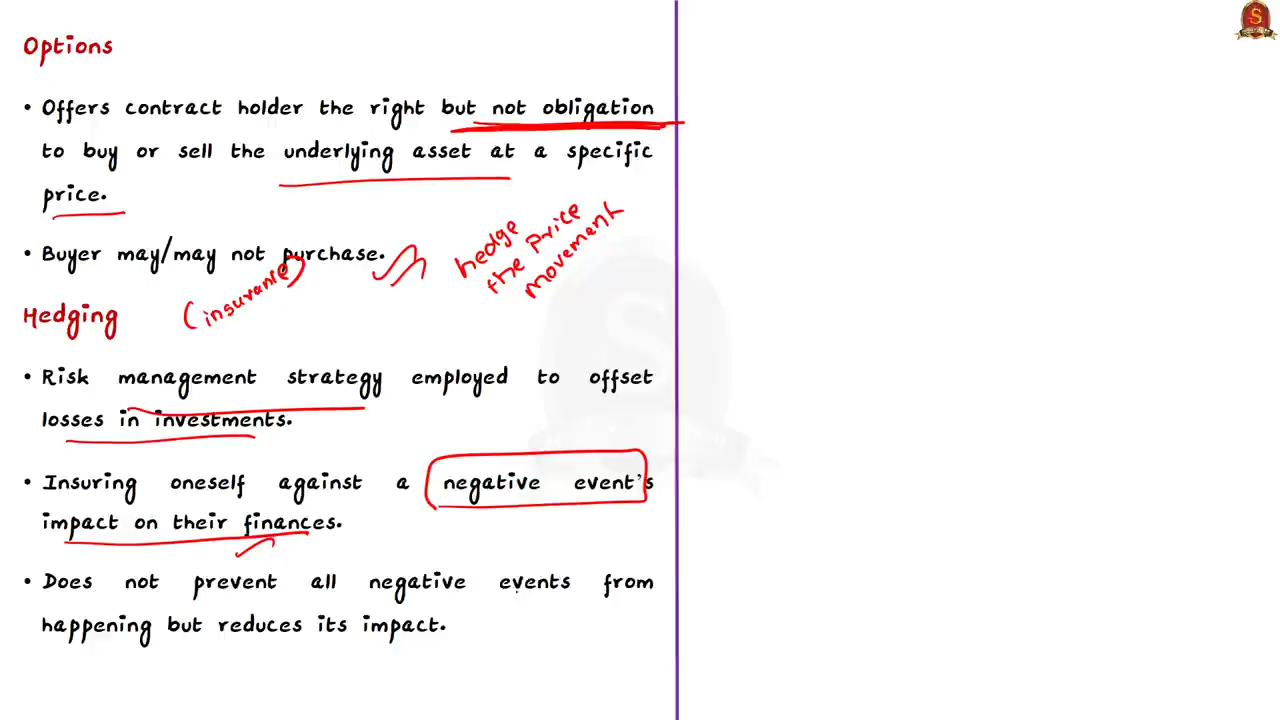 Options
• Offers contract holder the right but not obligation
to buy or sell the underlying asset at a specific
price.
• Buyer may/may not purchase.
hedge
the Price
movement
(insurance)
Hedging
• Risk management strategy employed to offset
losses in investments.
• Insuring oneself against a negative event's
impact on their finances.
• Does not prevent all negative events from
happening but reduces its impact.
S
S